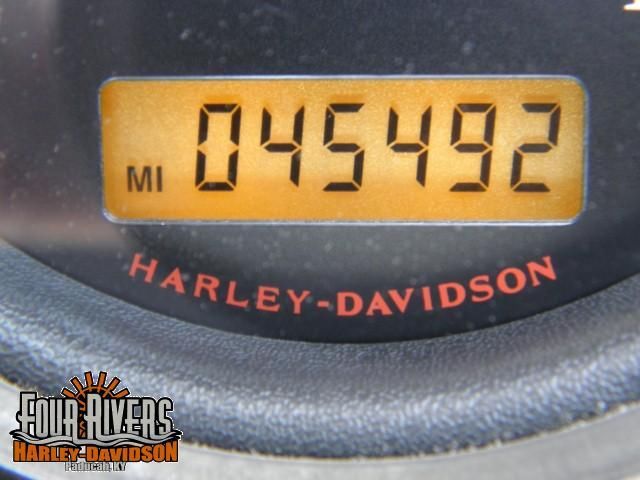 MI 045492
HARLEY-DAVIDSON
FOUR RIVERS
HARLEY-DAVIDSON
Paducah, KY